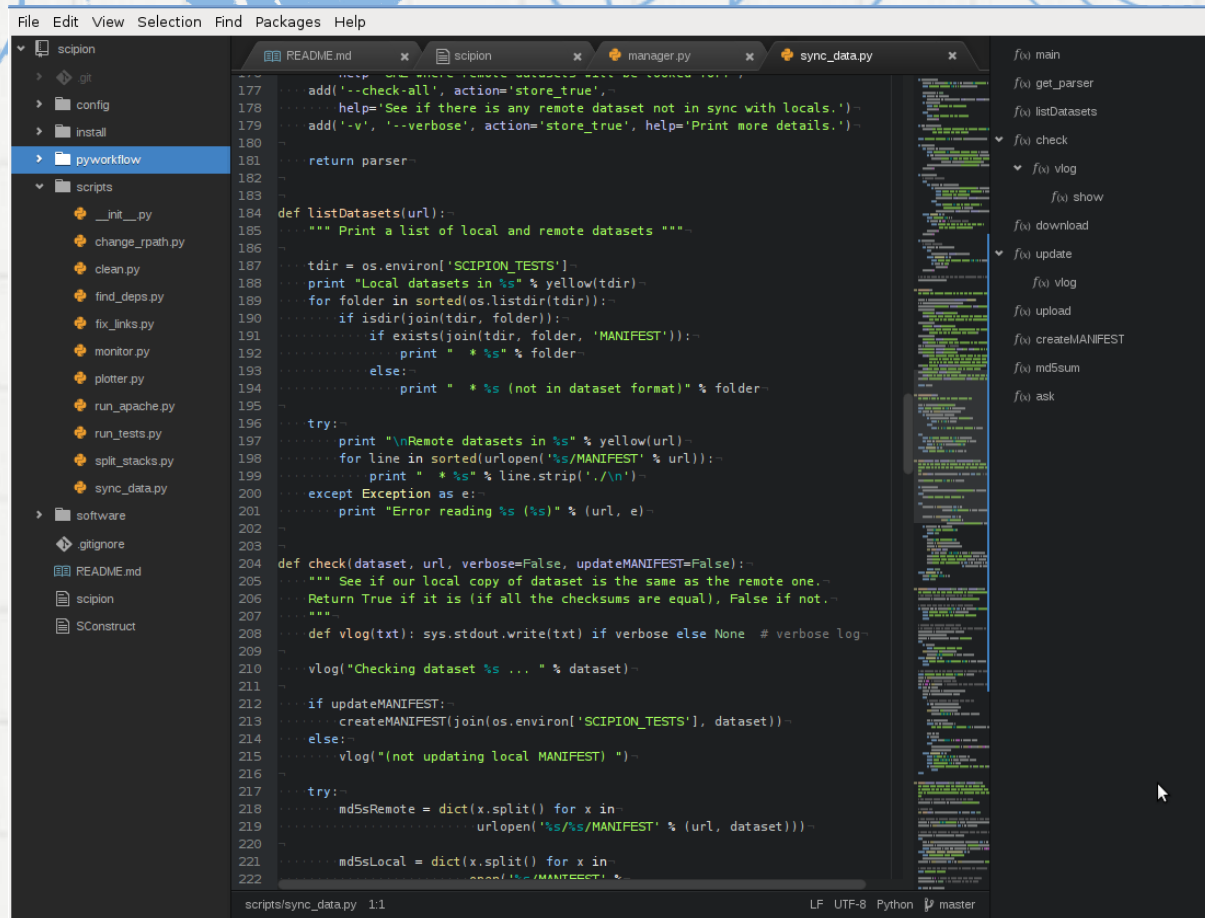 File Edit View Selection Find Packages Help
scipion
.git
config
install
pyworkflow
scripts
__init__.py
change_rpath.py
clean.py
find_deps.py
fix_links.py
monitor.py
plotter.py
run_apache.py
run_tests.py
split_stacks.py
sync_data.py
software
.gitignore
README.md
scipion
SConstruct
README.md × scipion × manager.py × sync_data.py ×
177 add('--check-all', action='store_true',
178 help='See if there is any remote dataset not in sync with locals.')
179 add('-v', '--verbose', action='store_true', help='Print more details.')
180
181 return parser
182
183
184 def listDatasets(url):
185 """ Print a list of local and remote datasets """
186
187 tdir = os.environ['SCIPION_TESTS']
188 print "Local datasets in %s" % yellow(tdir)
189 for folder in sorted(os.listdir(tdir)):
190 if isdir(join(tdir, folder)):
191 if exists(join(tdir, folder, 'MANIFEST')):
192 print "  * %s" % folder
193 else:
194 print "  * %s (not in dataset format)" % folder
195
196 try:
197 print "\nRemote datasets in %s" % yellow(url)
198 for line in sorted(urlopen('%s/MANIFEST' % url)):
199 print "  * %s" % line.strip('./\n')
200 except Exception as e:
201 print "Error reading %s (%s)" % (url, e)
202
203
204 def check(dataset, url, verbose=False, updateMANIFEST=False):
205 """ See if our local copy of dataset is the same as the remote one.
206 Return True if it is (if all the checksums are equal), False if not.
207 """
208 def vlog(txt): sys.stdout.write(txt) if verbose else None  # verbose log
209
210 vlog("Checking dataset %s ... " % dataset)
211
212 if updateMANIFEST:
213 createMANIFEST(join(os.environ['SCIPION_TESTS'], dataset))
214 else:
215 vlog("(not updating local MANIFEST) ")
216
217 try:
218 md5sRemote = dict(x.split() for x in
219 urlopen('%s/%s/MANIFEST' % (url, dataset)))
220
221 md5sLocal = dict(x.split() for x in
222 open('%s/MANIFEST' %
f(x) main
f(x) get_parser
f(x) listDatasets
f(x) check
f(x) vlog
f(x) show
f(x) download
f(x) update
f(x) vlog
f(x) upload
f(x) createMANIFEST
f(x) md5sum
f(x) ask
scripts/sync_data.py 1:1 LF UTF-8 Python master